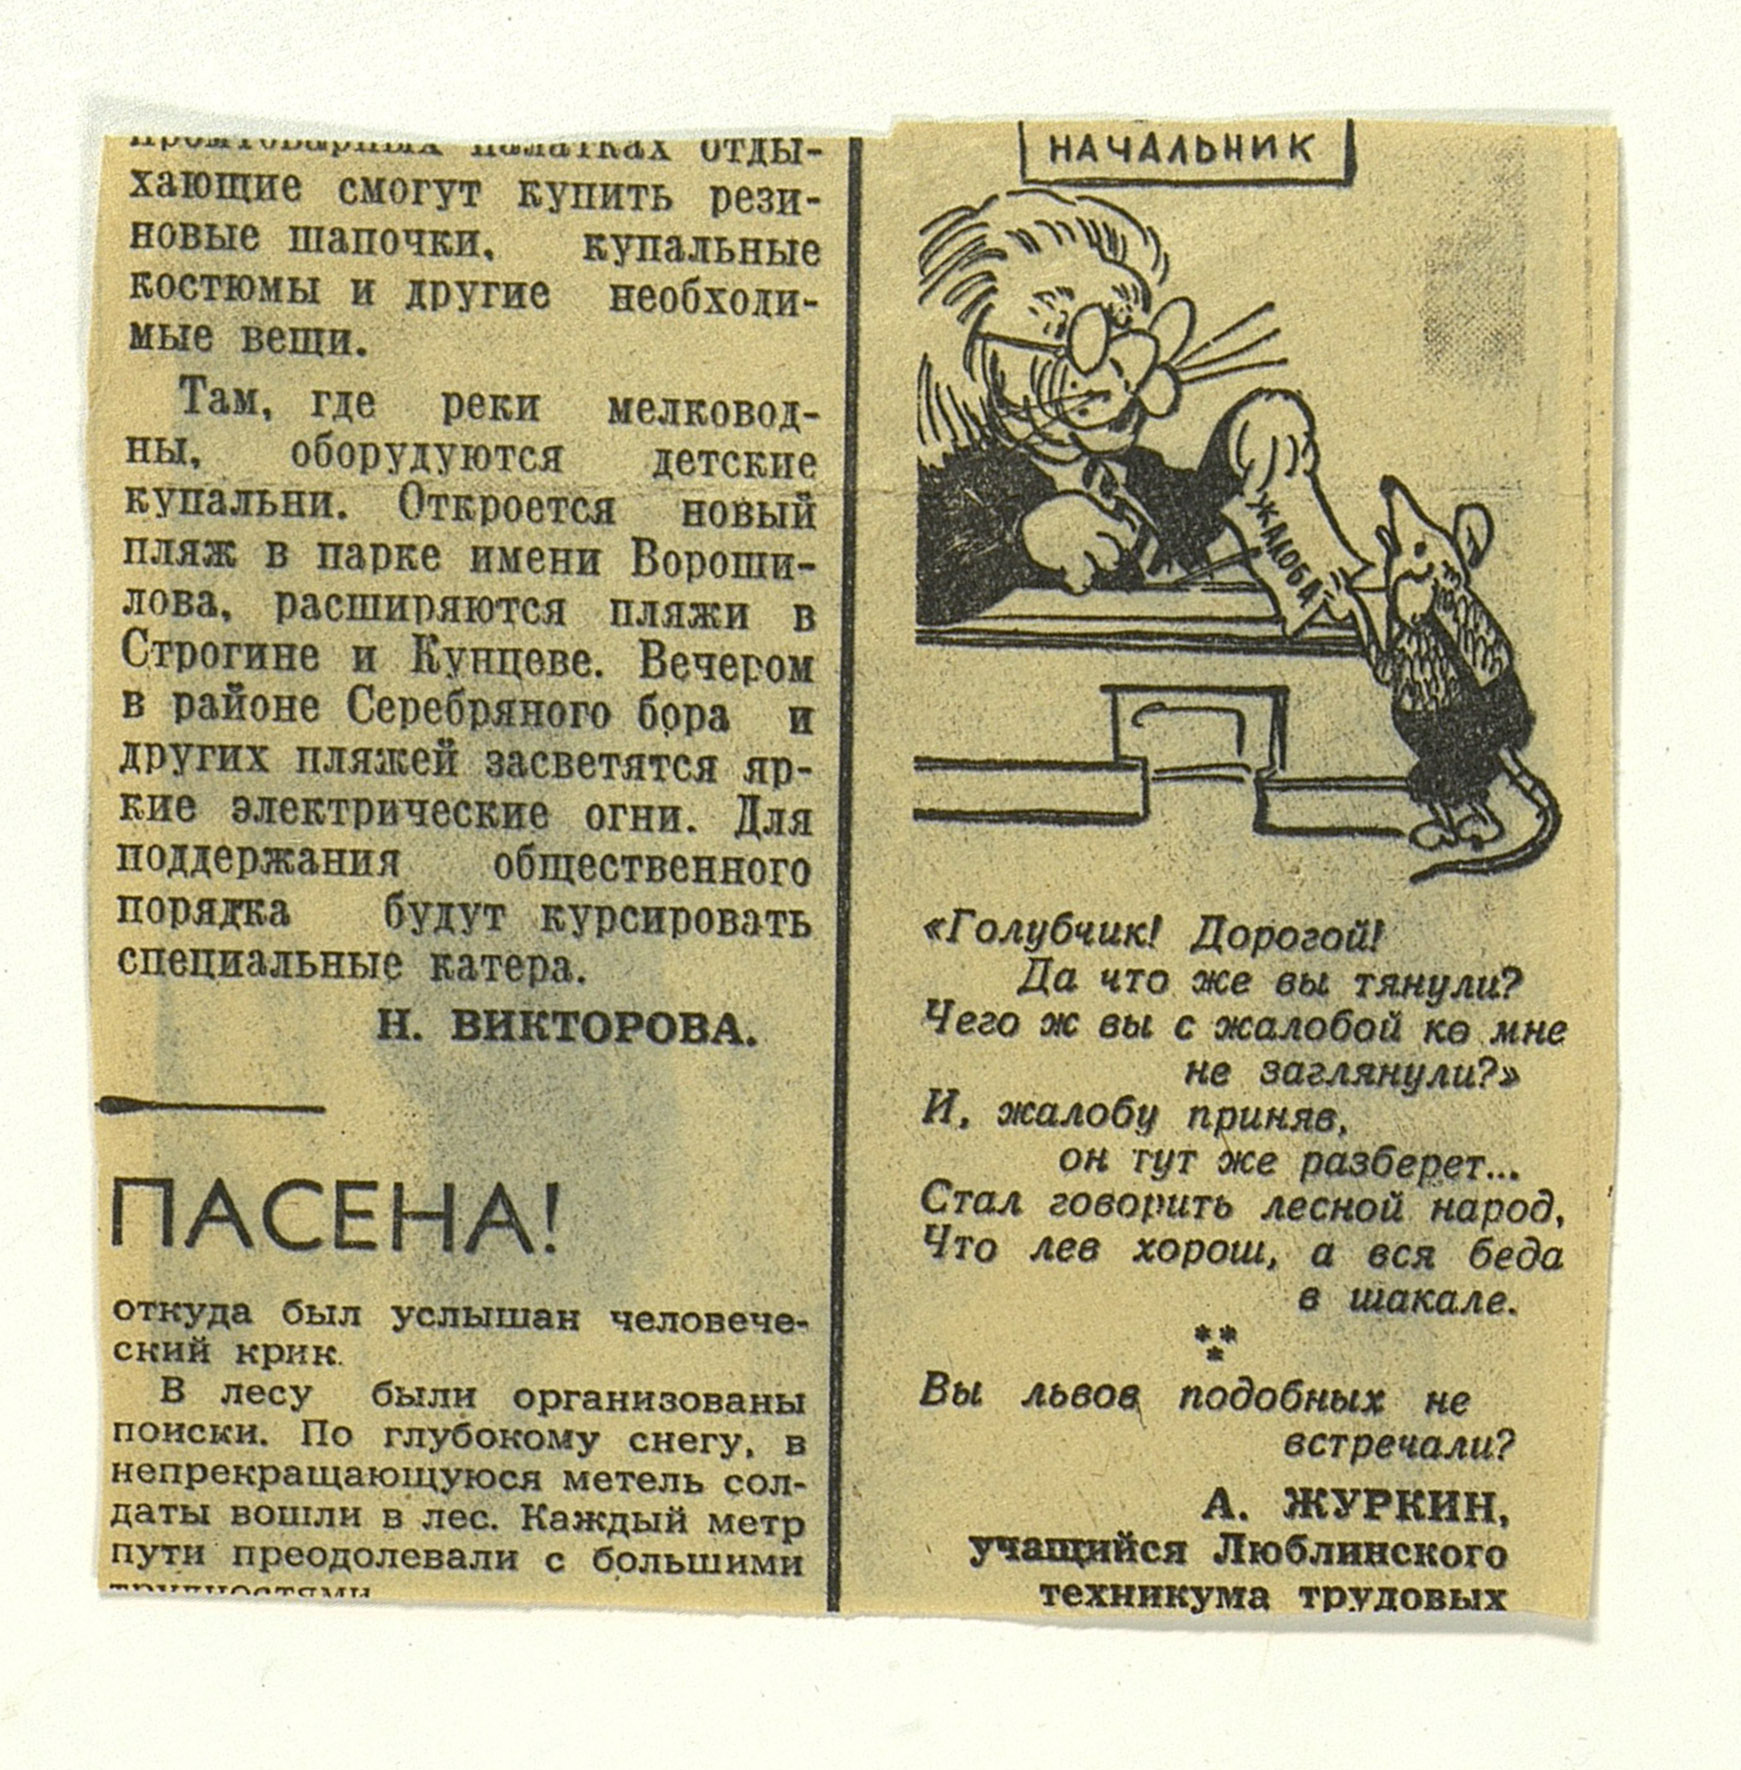 промтоварных палатках отды-
хающие смогут купить рези-
новые шапочки, купальные
костюмы и другие необходи-
мые вещи.
Там, где реки мелковод-
ны, оборудуются детские
купальни. Откроется новый
пляж в парке имени Вороши-
лова, расширяются пляжи в
Строгине и Кунцеве. Вечером
в районе Серебряного бора и
других пляжей засветятся яр-
кие электрические огни. Для
поддержания общественного
порядка будут курсировать
специальные катера.
Н. ВИКТОРОВА.
ПАСЕНА!
откуда был услышан человече-
ский крик.
В лесу были организованы
поиски. По глубокому снегу, в
непрекращающуюся метель сол-
даты вошли в лес. Каждый метр
пути преодолевали с большими
трудностями
НАЧАЛЬНИК
ЖАЛОБА
«Голубчик! Дорогой!
Да что же вы тянули?
Чего ж вы с жалобой ко мне
не заглянули?»
И, жалобу приняв,
он тут же разберет...
Стал говорить лесной народ,
Что лев хорош, а вся беда
в шакале.
***
Вы львов подобных не
встречали?
А. ЖУРКИН,
учащийся Люблинского
техникума трудовых